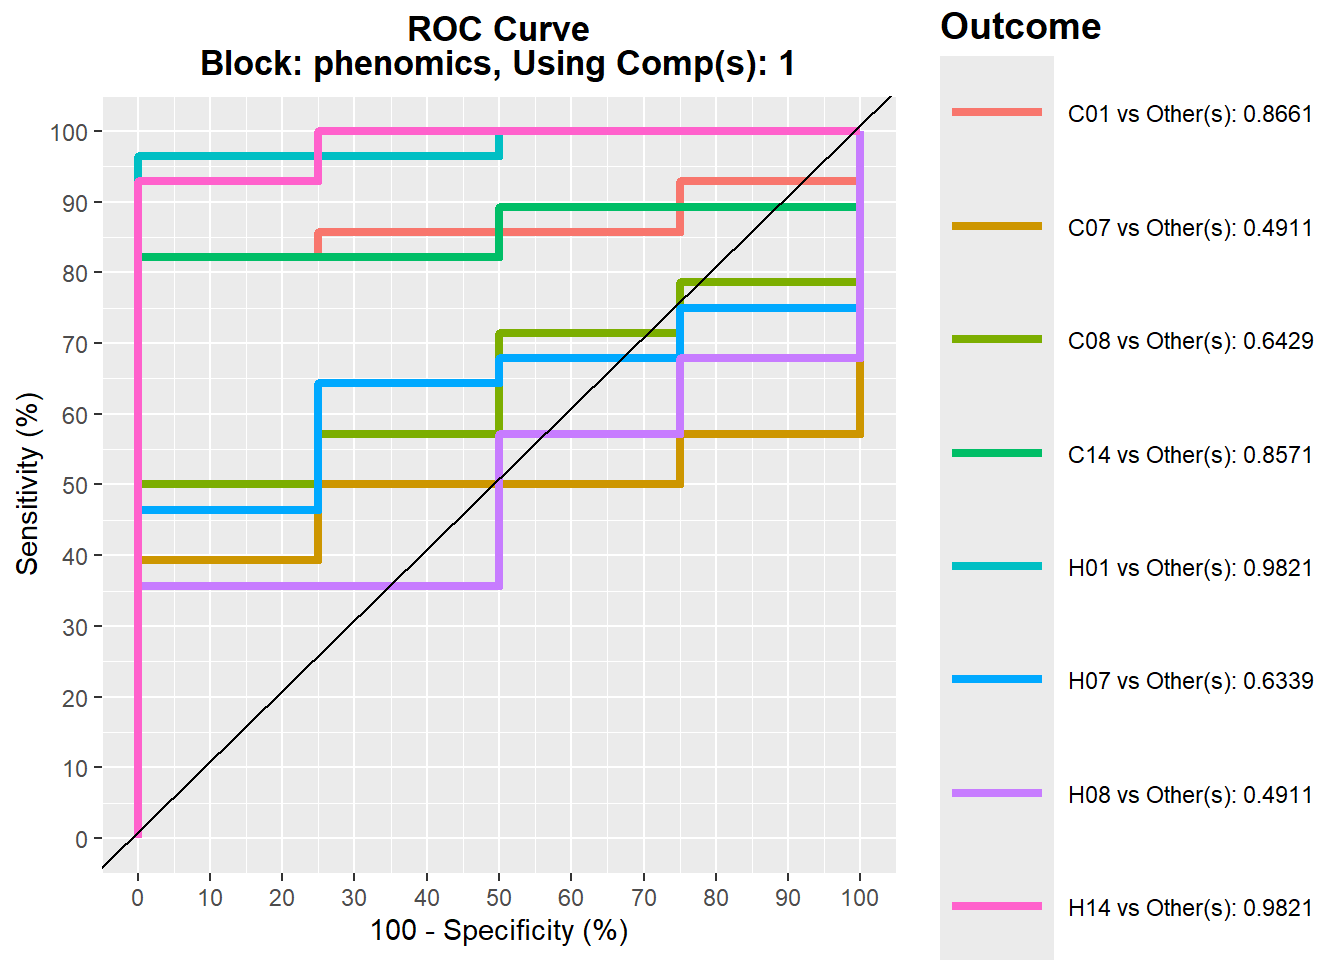 ROC Curve
Block: phenomics, Using Comp(s): 1
Outcome
C01 vs Other(s): 0.8661
C07 vs Other(s): 0.4911
C08 vs Other(s): 0.6429
C14 vs Other(s): 0.8571
H01 vs Other(s): 0.9821
H07 vs Other(s): 0.6339
H08 vs Other(s): 0.4911
H14 vs Other(s): 0.9821
Sensitivity (%)
100
90
80
70
60
50
40
30
20
10
0
0 10 20 30 40 50 60 70 80 90 100
100 - Specificity (%)